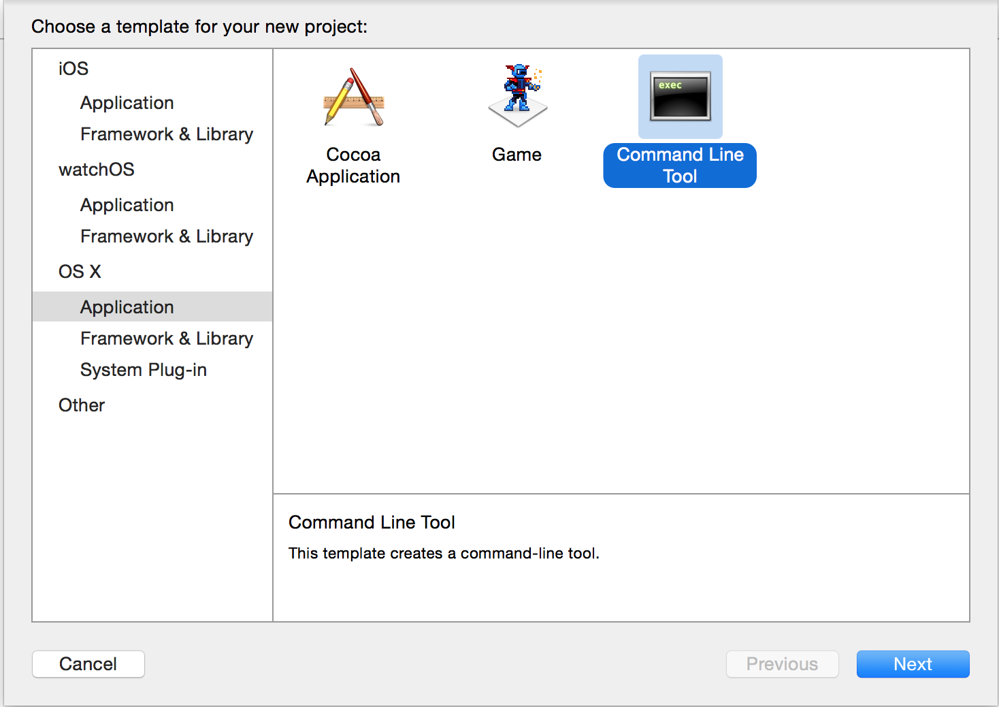 Choose a template for your new project:
iOS
Application
Framework & Library
watchOS
Application
Framework & Library
OS X
Application
Framework & Library
System Plug-in
Other
Cocoa
Application
Game
exec
Command Line
Tool
Command Line Tool
This template creates a command-line tool.
Cancel
Previous
Next